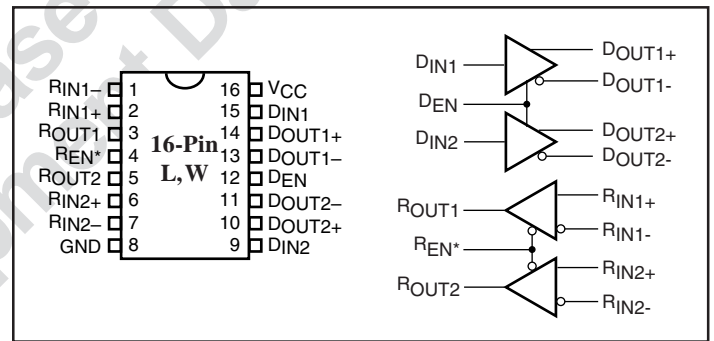 RIN1– 1 16 VCC
RIN1+ 2 15 DIN1
ROUT1 3 14 DOUT1+
REN* 4 13 DOUT1–
ROUT2 5 12 DEN
RIN2+ 6 11 DOUT2–
RIN2– 7 10 DOUT2+
GND 8 9 DIN2
16-Pin
L,W
DIN1
DOUT1+
DOUT1-
DEN
DIN2
DOUT2+
DOUT2-
ROUT1
RIN1+
RIN1-
REN*
ROUT2
RIN2+
RIN2-